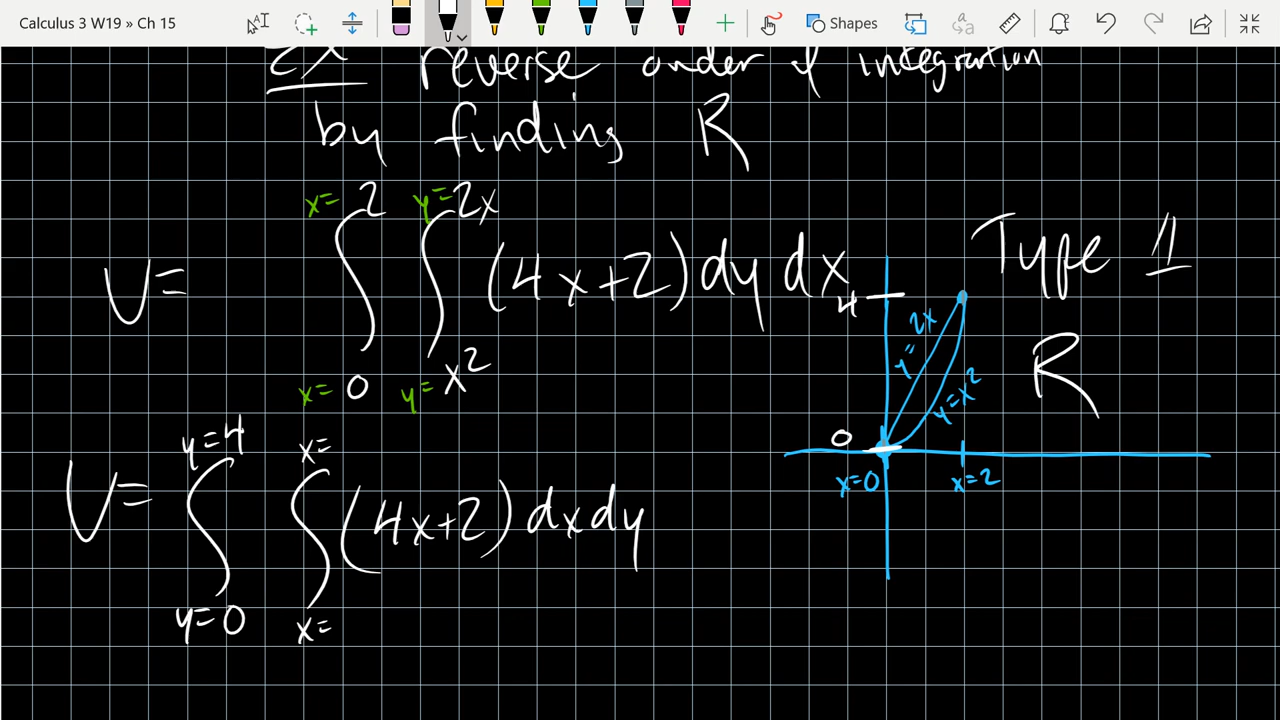 Calculus 3 W19 » Ch 15
Shapes
Ex reverse order of integration
by finding R
x= 2 y= 2x
V= ∫ ∫ (4x+2) dy dx
x= 0 y= x²
Type 1
R
4
y=2x
y=x²
0
x=0 x=2
y=4 x=
V= ∫ ∫ (4x+2) dx dy
y=0 x=